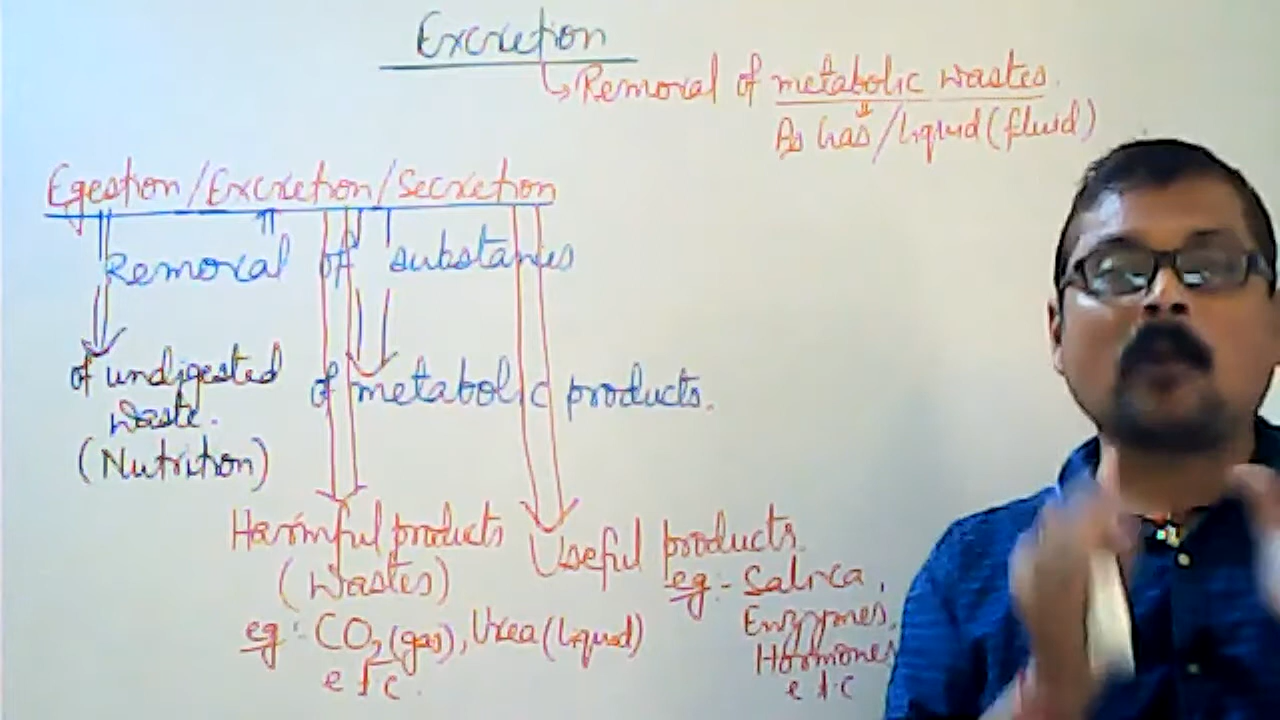 Excretion
Removal of metabolic wastes.
As Gas/liquid (fluid)
Egestion/Excretion/Secretion
Removal of substances
of undigested
waste.
(Nutrition)
of metabolic products.
Harmful products
(Wastes)
eg:- CO2 (gas), Urea (liquid)
etc.
Useful products.
eg:- Saliva,
Enzymes,
Hormones
etc